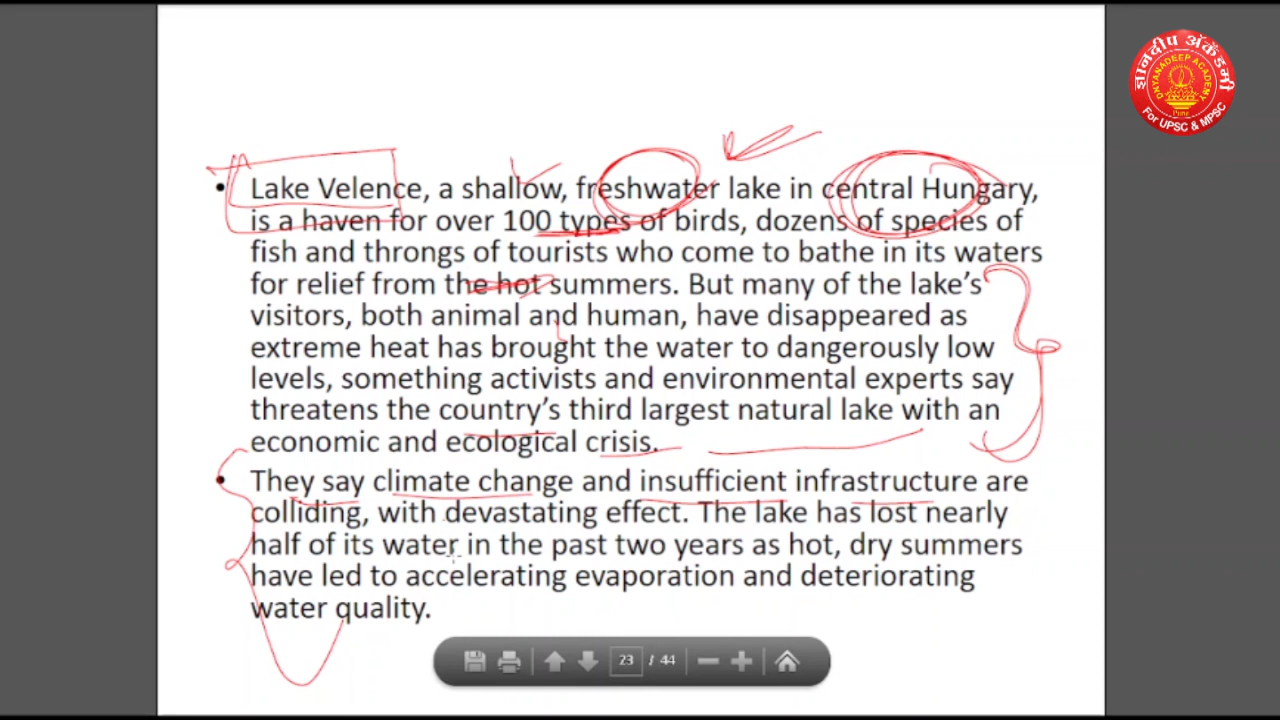 ज्ञानदीप अॅकॅडमी
DNYANADEEP ACADEMY
Pune
For UPSC & MPSC
• Lake Velence, a shallow, freshwater lake in central Hungary,
is a haven for over 100 types of birds, dozens of species of
fish and throngs of tourists who come to bathe in its waters
for relief from the hot summers. But many of the lake’s
visitors, both animal and human, have disappeared as
extreme heat has brought the water to dangerously low
levels, something activists and environmental experts say
threatens the country’s third largest natural lake with an
economic and ecological crisis.
• They say climate change and insufficient infrastructure are
colliding, with devastating effect. The lake has lost nearly
half of its water in the past two years as hot, dry summers
have led to accelerating evaporation and deteriorating
water quality.
23 / 44